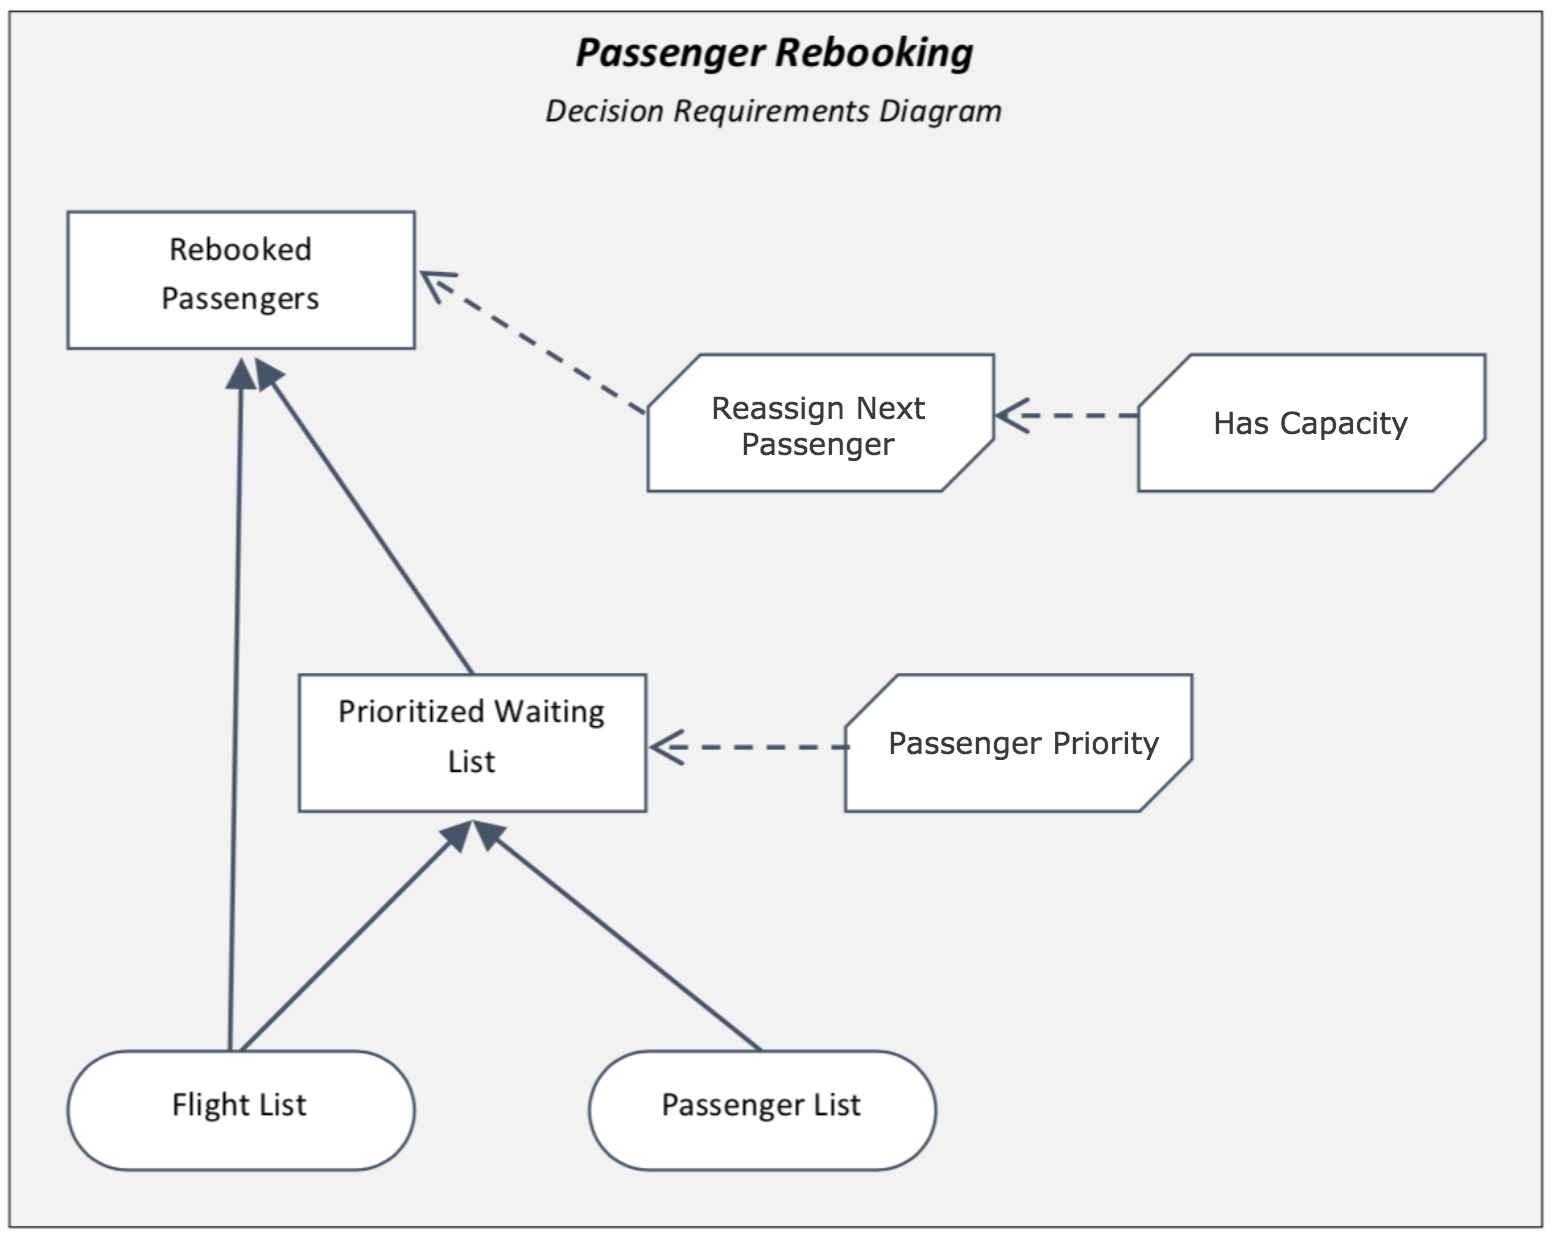 Passenger Rebooking
Decision Requirements Diagram
Rebooked
Passengers
Reassign Next
Passenger
Has Capacity
Prioritized Waiting
List
Passenger Priority
Flight List
Passenger List